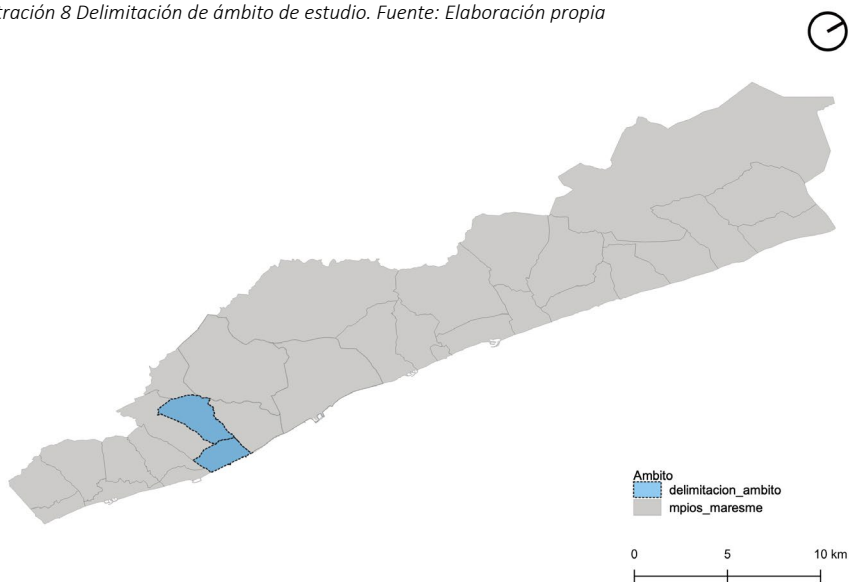 tración 8 Delimitación de ámbito de estudio. Fuente: Elaboración propia
Ambito
delimitacion_ambito
mpios_maresme
0 5 10 km